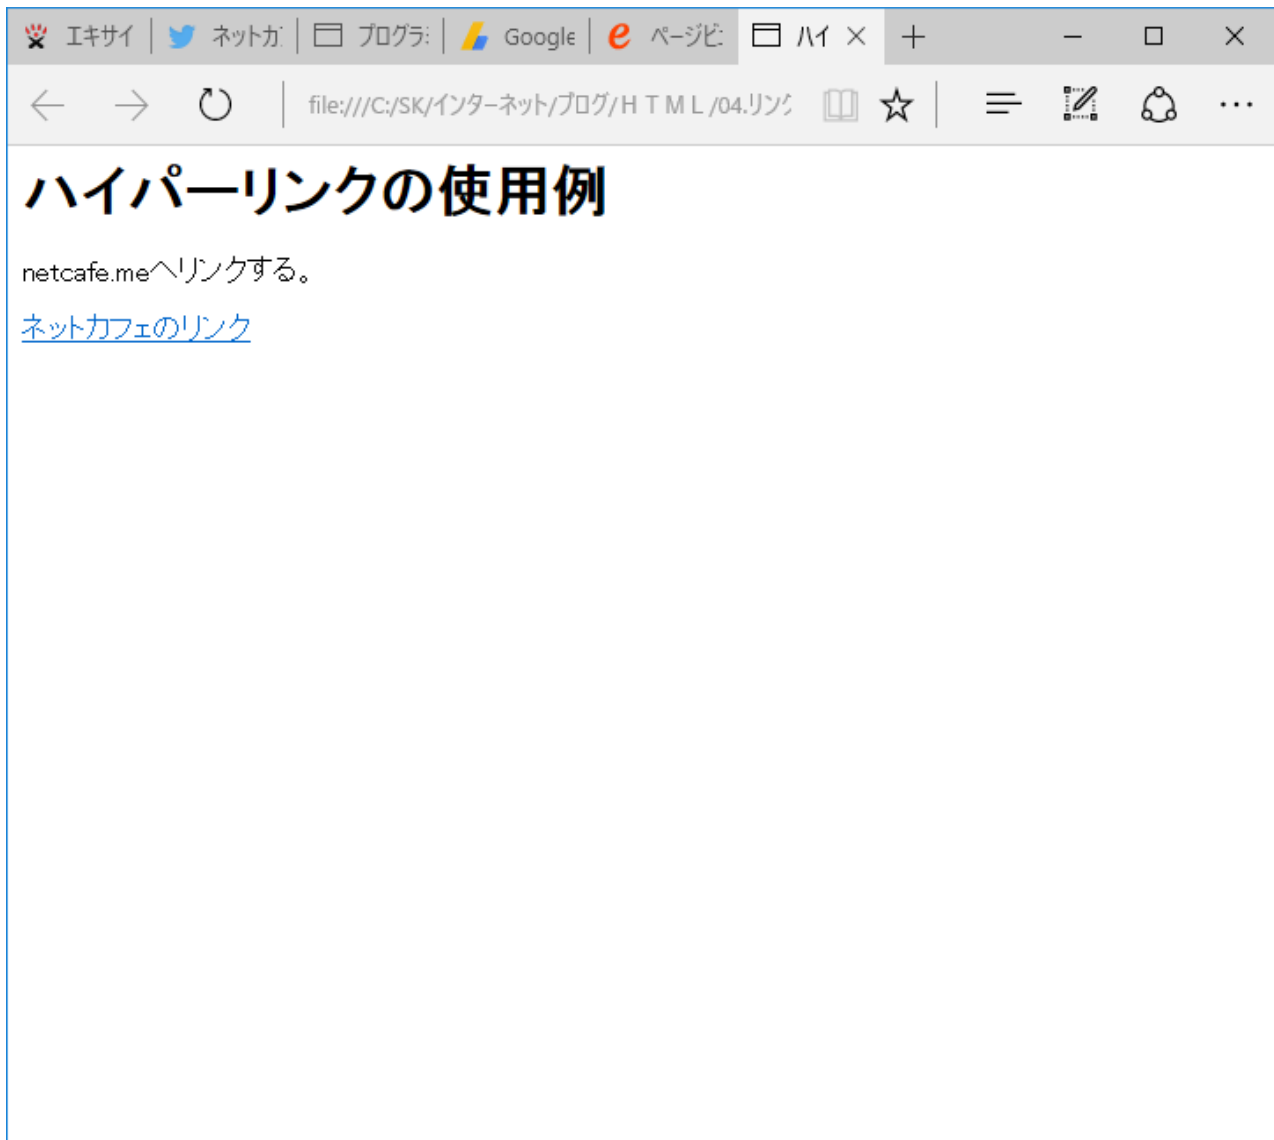 エキサイ
ネットカ
プログラ
Google
ページビ
ハイ
file:///C:/SK/インターネット/ブログ/ＨＴＭＬ/04.リンク
ハイパーリンクの使用例
netcafe.meへリンクする。
ネットカフェのリンク